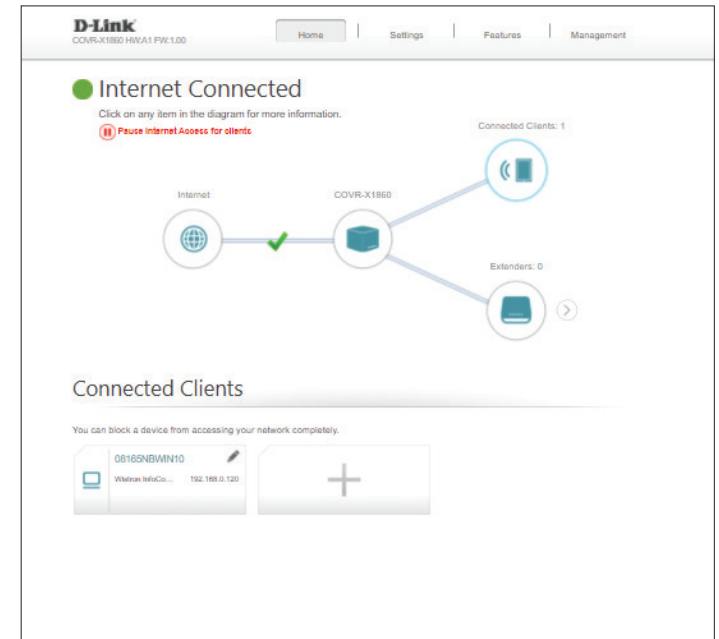 D-Link
COVR-X1860 HW:A1 FW:1.00
Home
Settings
Features
Management
Internet Connected
Click on any item in the diagram for more information.
Pause Internet Access for clients
Connected Clients: 1
Internet
COVR-X1860
Extenders: 0
Connected Clients
You can block a device from accessing your network completely.
08165NBWIN10
Wistron InfoCo... 192.168.0.120